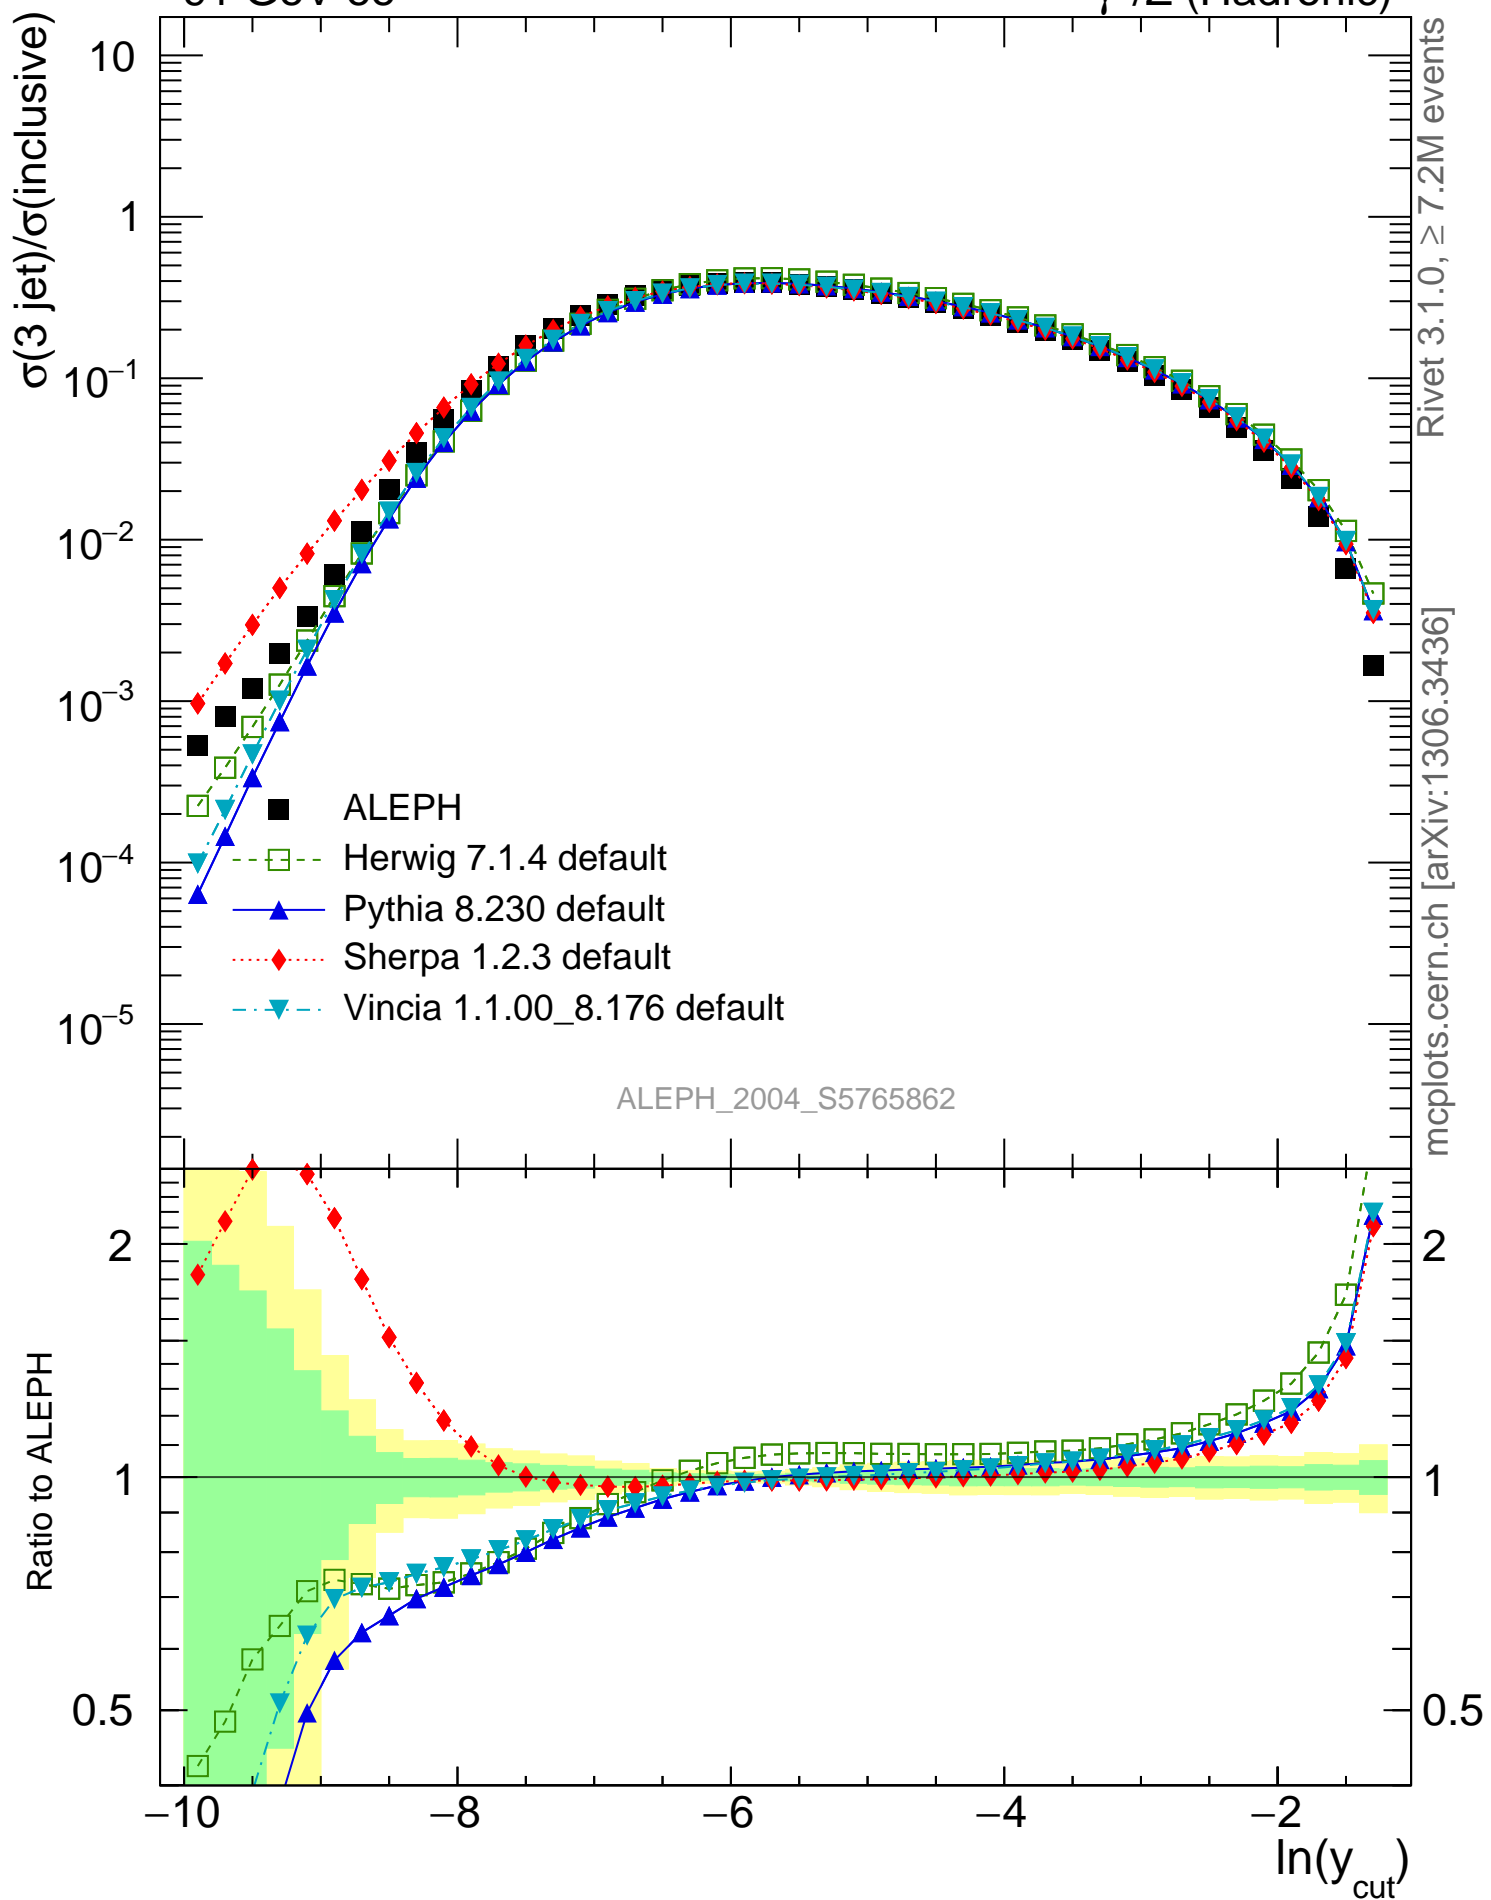 σ(3 jet)/σ(inclusive)
10
1
10⁻¹
10⁻²
10⁻³
10⁻⁴
10⁻⁵
ALEPH
Herwig 7.1.4 default
Pythia 8.230 default
Sherpa 1.2.3 default
Vincia 1.1.00_8.176 default
ALEPH_2004_S5765862
Rivet 3.1.0, ≥ 7.2M events
mcplots.cern.ch [arXiv:1306.3436]
Ratio to ALEPH
2
1
0.5
2
1
0.5
−10 −8 −6 −4 −2
ln(y_cut)